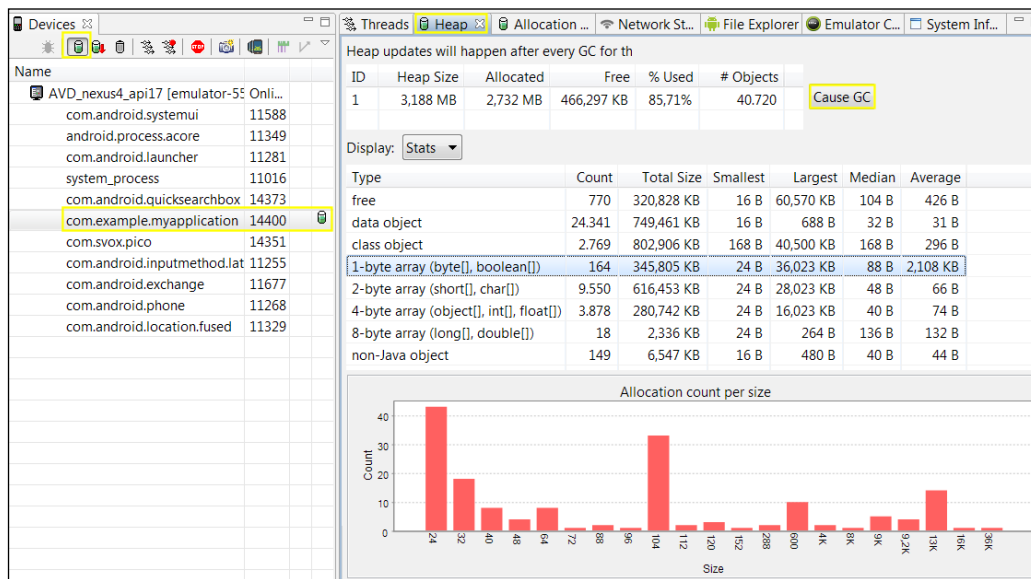 Devices
Name
AVD_nexus4_api17 [emulator-55 Onli...
com.android.systemui 11588
android.process.acore 11349
com.android.launcher 11281
system_process 11016
com.android.quicksearchbox 14373
com.example.myapplication 14400
com.svox.pico 14351
com.android.inputmethod.lat 11255
com.android.exchange 11677
com.android.phone 11268
com.android.location.fused 11329
Threads Heap Allocation ... Network St... File Explorer Emulator C... System Inf...
Heap updates will happen after every GC for th
ID Heap Size Allocated Free % Used # Objects
1 3,188 MB 2,732 MB 466,297 KB 85,71% 40.720
Cause GC
Display: Stats
Type Count Total Size Smallest Largest Median Average
free 770 320,828 KB 16 B 60,570 KB 104 B 426 B
data object 24.341 749,461 KB 16 B 688 B 32 B 31 B
class object 2.769 802,906 KB 168 B 40,500 KB 168 B 296 B
1-byte array (byte[], boolean[]) 164 345,805 KB 24 B 36,023 KB 88 B 2,108 KB
2-byte array (short[], char[]) 9.550 616,453 KB 24 B 28,023 KB 48 B 66 B
4-byte array (object[], int[], float[]) 3.878 280,742 KB 24 B 16,023 KB 40 B 74 B
8-byte array (long[], double[]) 18 2,336 KB 24 B 264 B 136 B 132 B
non-Java object 149 6,547 KB 16 B 480 B 40 B 44 B
Allocation count per size
Count
40
30
20
10
0
24 32 40 48 64 72 88 96 104 112 120 152 288 600 4K 8K 9K 9,2K 13K 16K 36K
Size